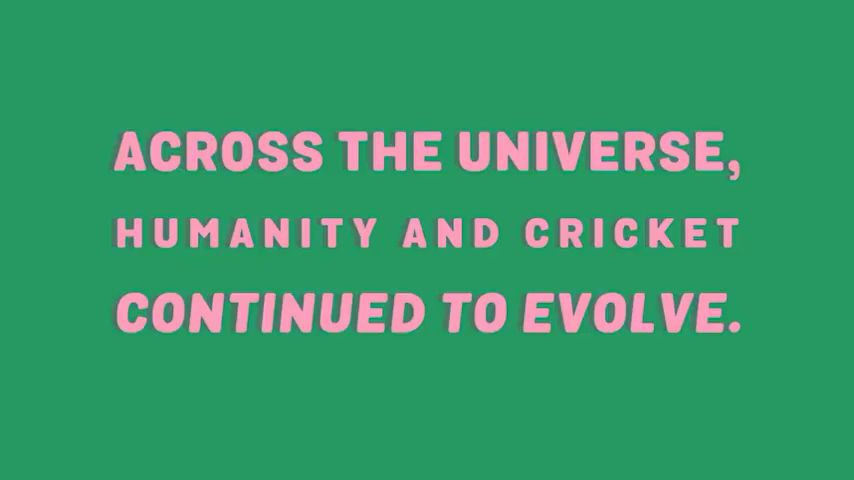 ACROSS THE UNIVERSE,
HUMANITY AND CRICKET
CONTINUED TO EVOLVE.